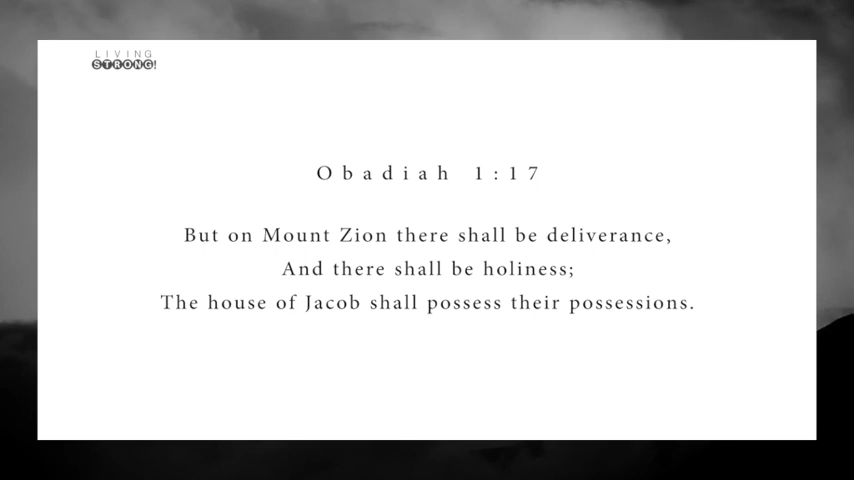 LIVING
STRONG!
Obadiah 1:17
But on Mount Zion there shall be deliverance,
And there shall be holiness;
The house of Jacob shall possess their possessions.